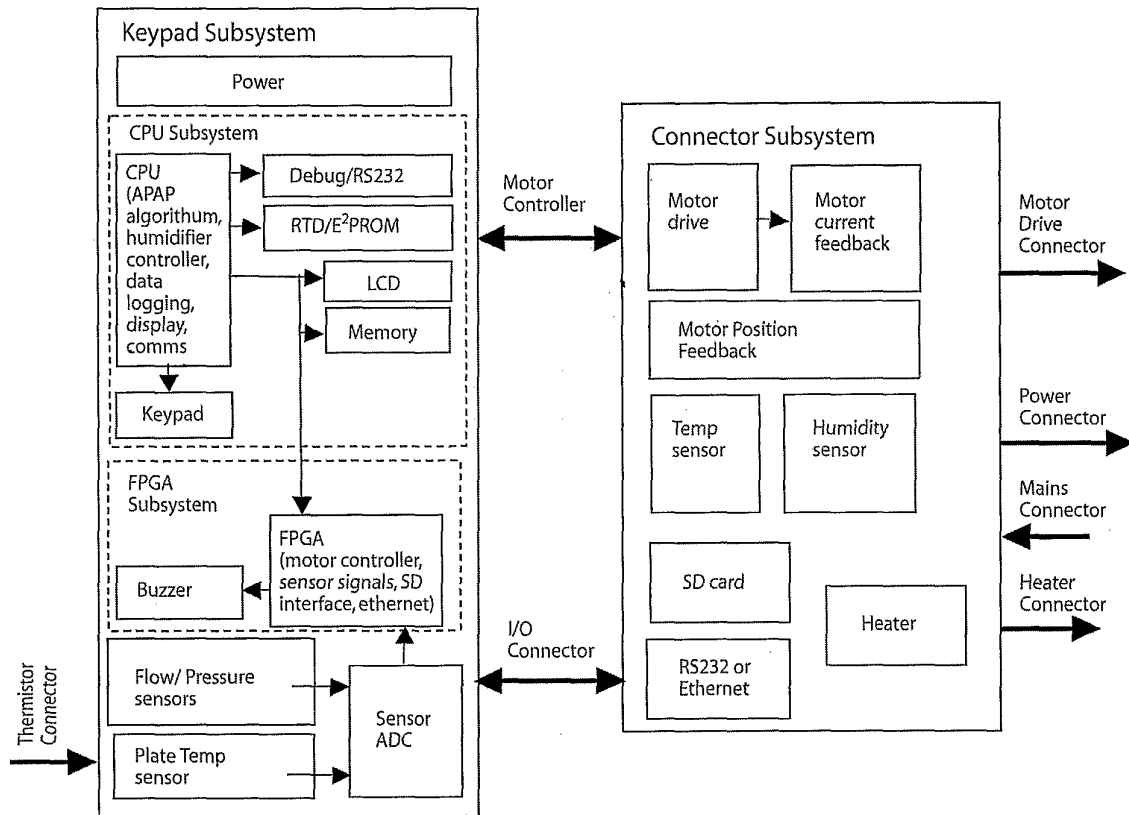 Keypad Subsystem
Power
CPU Subsystem
CPU
(APAP
algorithum,
humidifier
controller,
data
logging,
display,
comms
Debug/RS232
RTD/E²PROM
LCD
Memory
Keypad
FPGA
Subsystem
FPGA
(motor controller,
sensor signals, SD
interface, ethernet)
Buzzer
Flow/ Pressure
sensors
Plate Temp
sensor
Sensor
ADC
Thermistor
Connector
Motor
Controller
I/O
Connector
Connector Subsystem
Motor
drive
Motor
current
feedback
Motor Position
Feedback
Temp
sensor
Humidity
sensor
SD card
Heater
RS232 or
Ethernet
Motor
Drive
Connector
Power
Connector
Mains
Connector
Heater
Connector